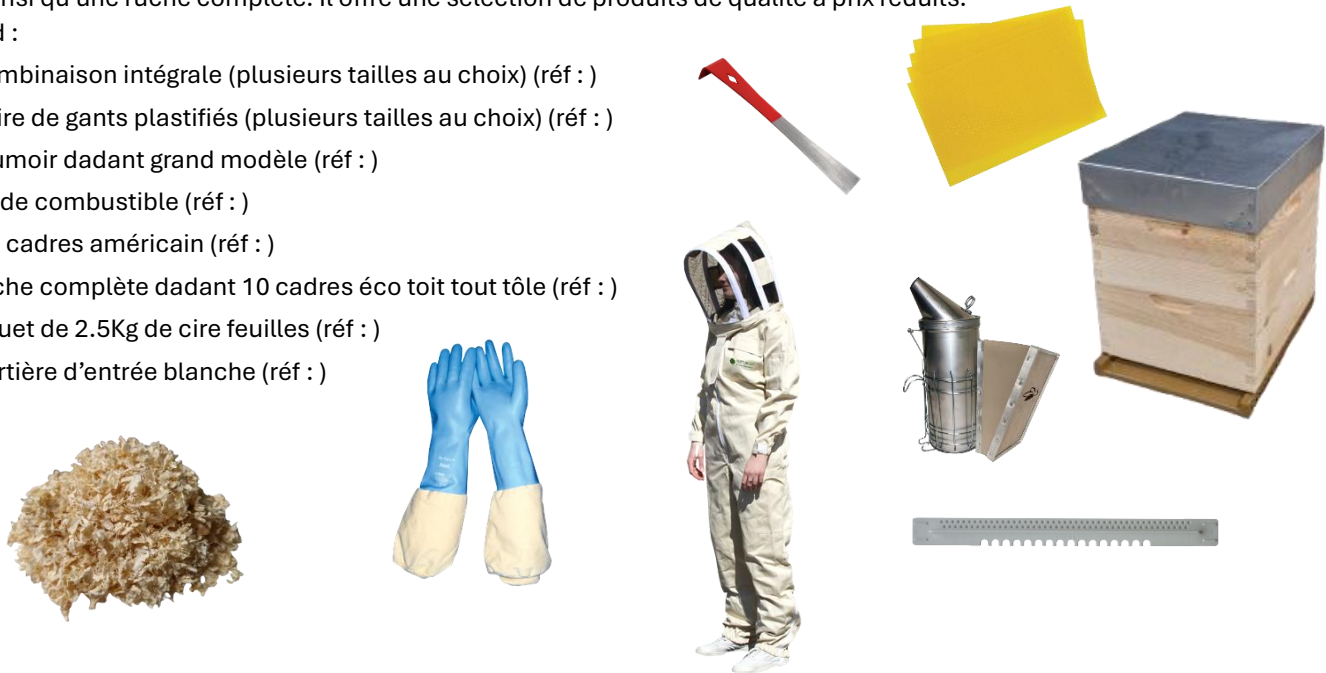 nsi qu'une ruche complète. Il offre une sélection de produits de qualité à prix réduits.
d :
mbinaison intégrale (plusieurs tailles au choix) (réf : )
ire de gants plastifiés (plusieurs tailles au choix) (réf : )
umoir dadant grand modèle (réf : )
de combustible (réf : )
cadres américain (réf : )
che complète dadant 10 cadres éco toit tout tôle (réf : )
uet de 2.5Kg de cire feuilles (réf : )
rtière d'entrée blanche (réf : )